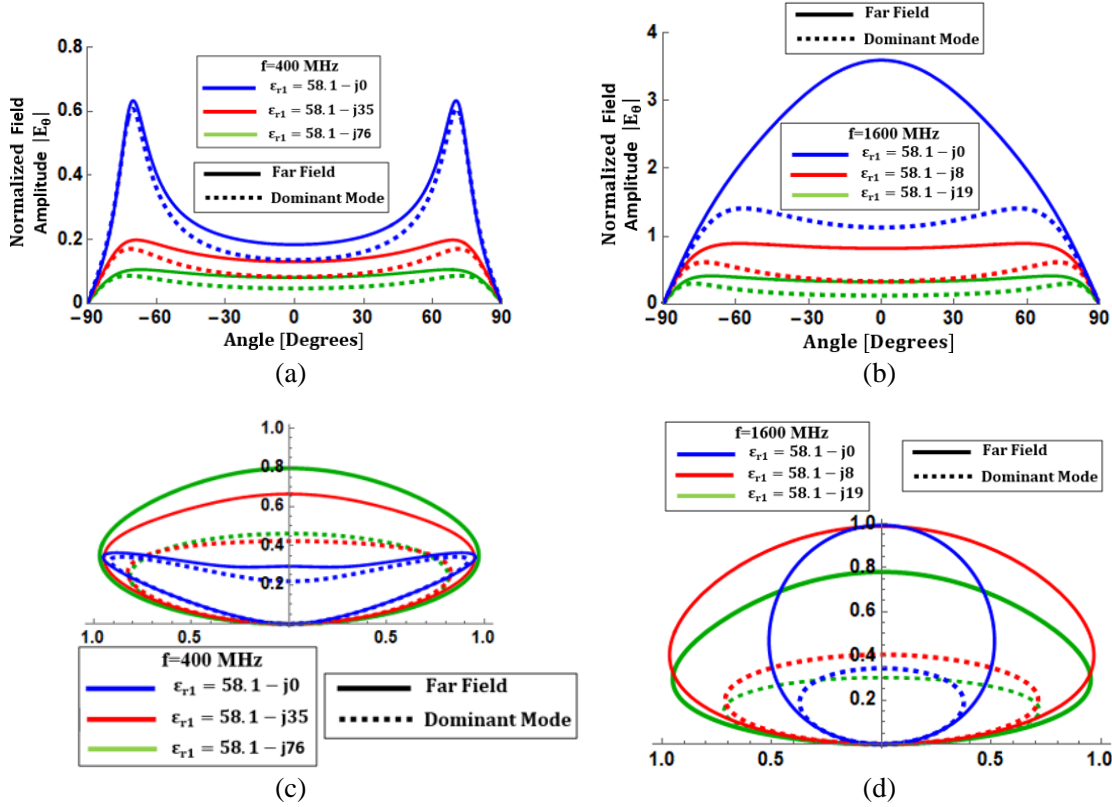 0.8
0.6
0.4
0.2
0
Normalized Field
Amplitude |Eθ|
f=400 MHz
εr1 = 58.1 − j0
εr1 = 58.1 − j35
εr1 = 58.1 − j76
Far Field
Dominant Mode
−90 −60 −30 0 30 60 90
Angle [Degrees]
(a)
Far Field
Dominant Mode
4
3
2
1
0
Normalized Field
Amplitude |Eθ|
f=1600 MHz
εr1 = 58.1 − j0
εr1 = 58.1 − j8
εr1 = 58.1 − j19
−90 −60 −30 0 30 60 90
Angle [Degrees]
(b)
1.0
0.8
0.6
0.4
0.2
1.0 0.5 0.5 1.0
f=400 MHz
εr1 = 58.1 − j0
εr1 = 58.1 − j35
εr1 = 58.1 − j76
Far Field
Dominant Mode
(c)
f=1600 MHz
εr1 = 58.1 − j0
εr1 = 58.1 − j8
εr1 = 58.1 − j19
Far Field
Dominant Mode
1.0
0.8
0.6
0.4
0.2
1.0 0.5 0.5 1.0
(d)